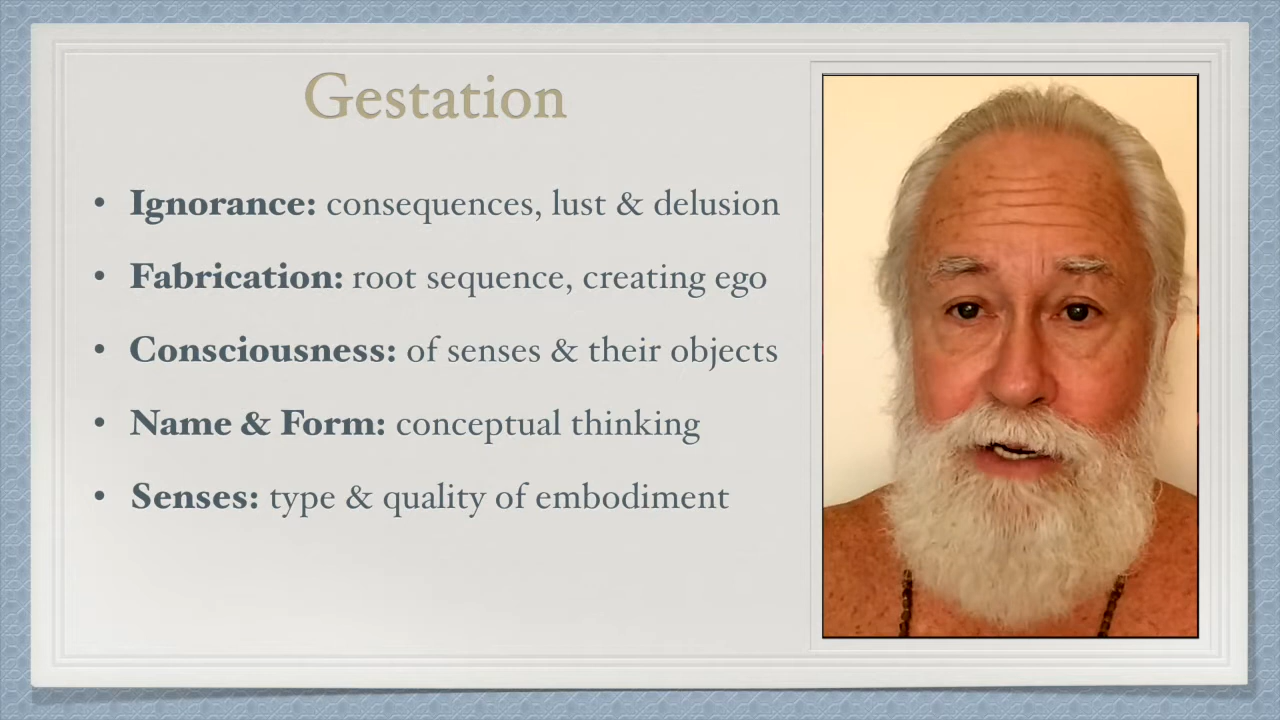 Gestation
• Ignorance: consequences, lust & delusion
• Fabrication: root sequence, creating ego
• Consciousness: of senses & their objects
• Name & Form: conceptual thinking
• Senses: type & quality of embodiment